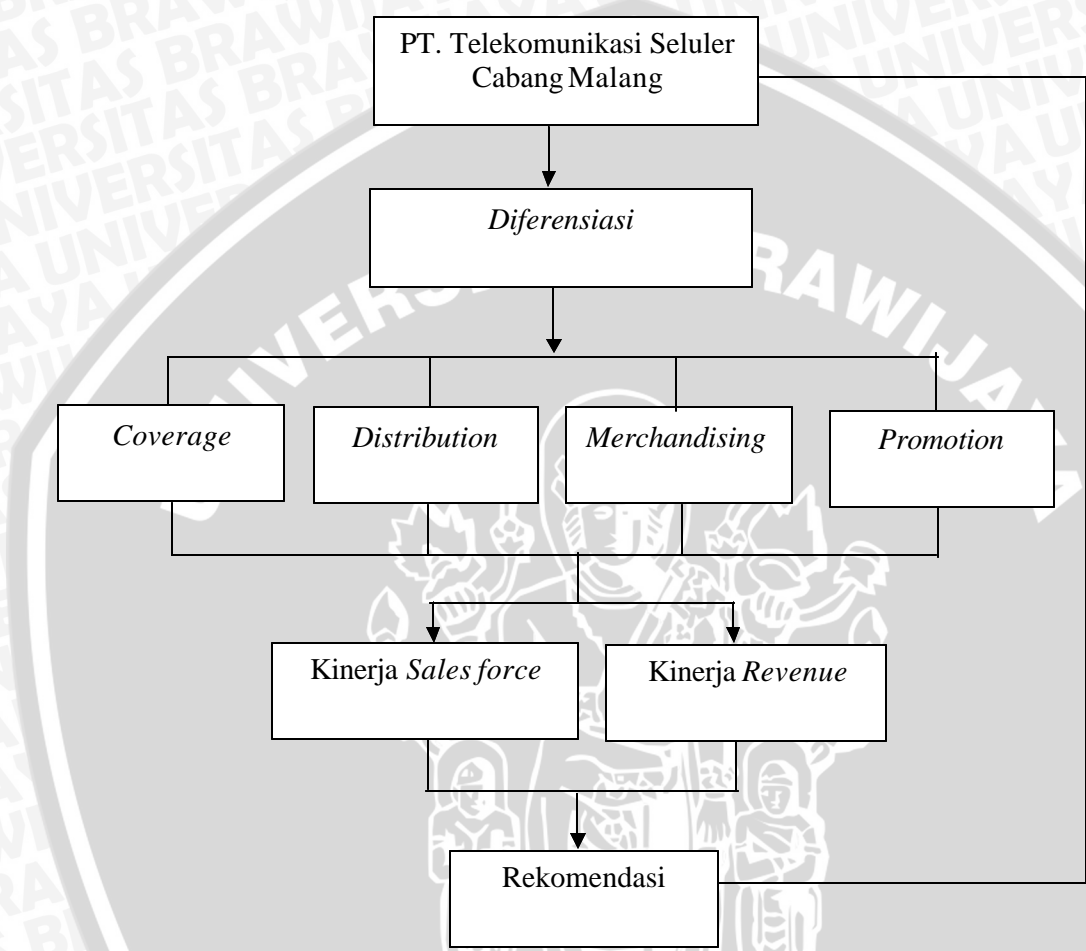 PT. Telekomunikasi Seluler
Cabang Malang
Diferensiasi
Coverage
Distribution
Merchandising
Promotion
Kinerja Sales force
Kinerja Revenue
Rekomendasi